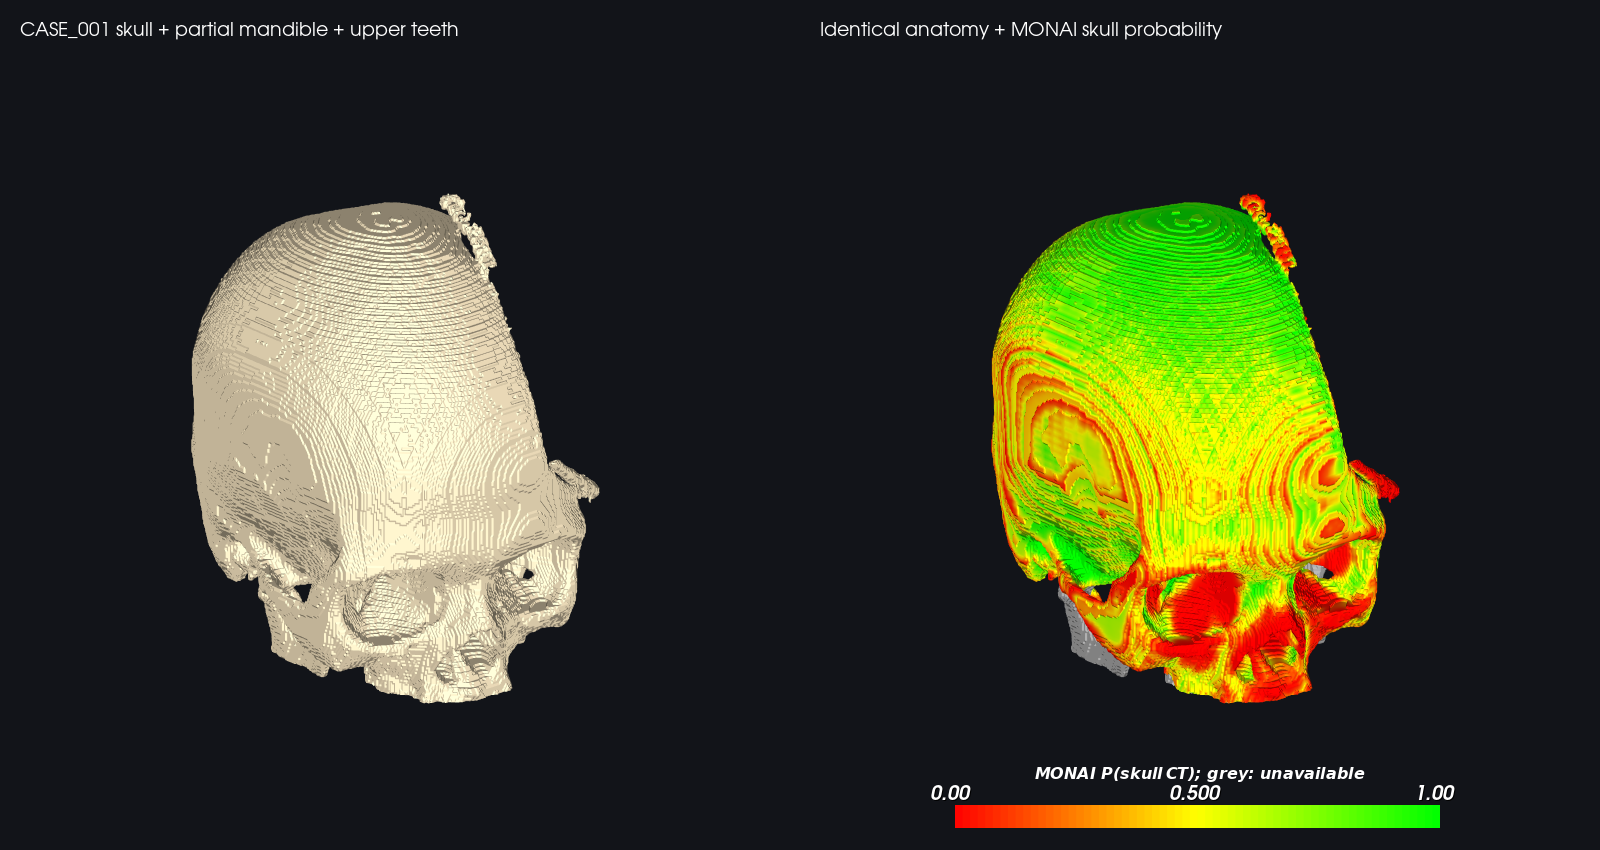 CASE_001 skull + partial mandible + upper teeth
Identical anatomy + MONAI skull probability
MONAI P(skull CT); grey: unavailable
0.00 0.500 1.00